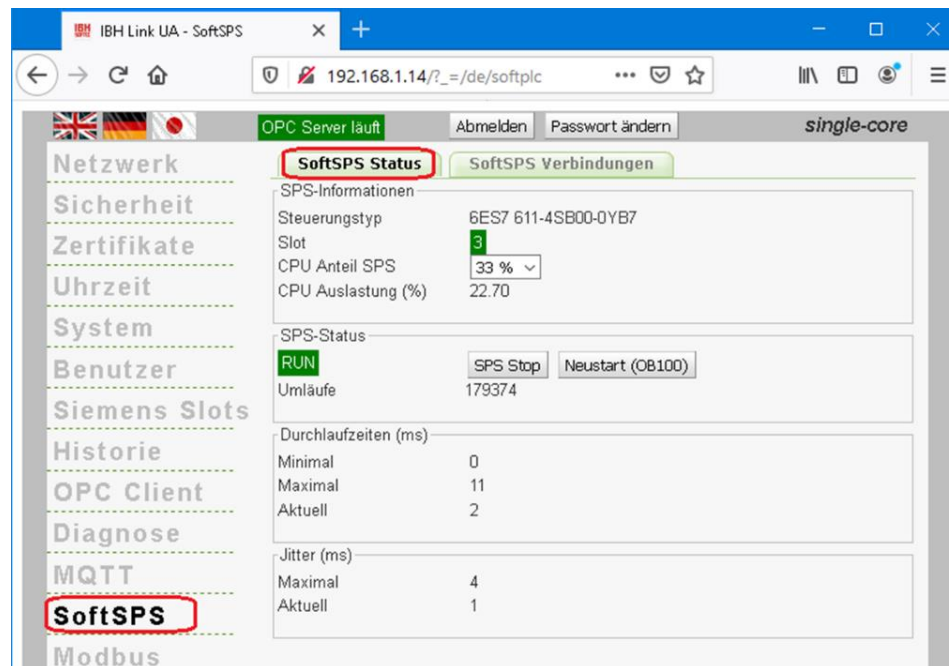 IBH Link UA - SoftSPS
192.168.1.14/?_=/de/softplc
OPC Server läuft Abmelden Passwort ändern single-core
Netzwerk
Sicherheit
Zertifikate
Uhrzeit
System
Benutzer
Siemens Slots
Historie
OPC Client
Diagnose
MQTT
SoftSPS
Modbus
SoftSPS Status SoftSPS Verbindungen
SPS-Informationen
Steuerungstyp 6ES7 611-4SB00-0YB7
Slot 3
CPU Anteil SPS 33 %
CPU Auslastung (%) 22.70
SPS-Status
RUN SPS Stop Neustart (OB100)
Umläufe 179374
Durchlaufzeiten (ms)
Minimal 0
Maximal 11
Aktuell 2
Jitter (ms)
Maximal 4
Aktuell 1